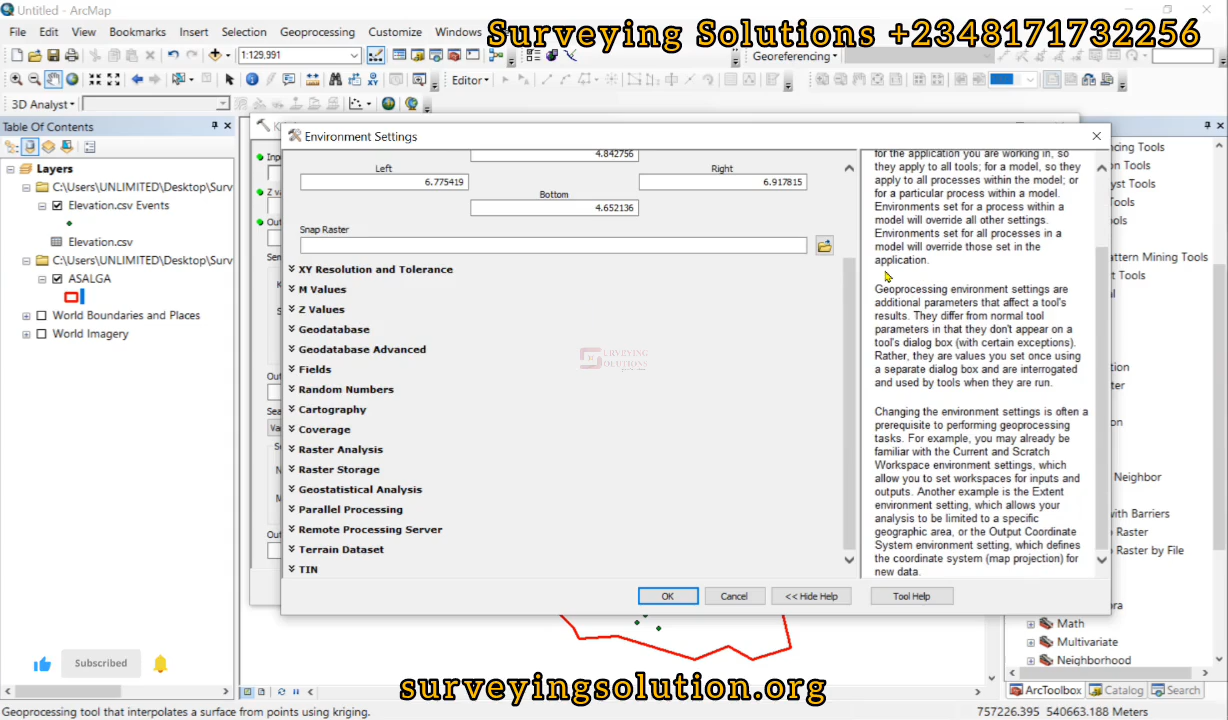 Untitled - ArcMap
File Edit View Bookmarks Insert Selection Geoprocessing Customize Windows
Surveying Solutions +2348171732256
1:129,991
Georeferencing
Editor
3D Analyst
Table Of Contents
Layers
C:\Users\UNLIMITED\Desktop\Surv
Elevation.csv Events
Elevation.csv
C:\Users\UNLIMITED\Desktop\Surv
ASALGA
World Boundaries and Places
World Imagery
Environment Settings
4.842756
Left
Right
6.775419
6.917815
Bottom
4.652136
Snap Raster
XY Resolution and Tolerance
M Values
Z Values
Geodatabase
Geodatabase Advanced
Fields
Random Numbers
Cartography
Coverage
Raster Analysis
Raster Storage
Geostatistical Analysis
Parallel Processing
Remote Processing Server
Terrain Dataset
TIN
for the application you are working in, so
they apply to all tools; for a model, so they
apply to all processes within the model; or
for a particular process within a model.
Environments set for a process within a
model will override all other settings.
Environments set for all processes in a
model will override those set in the
application.
Geoprocessing environment settings are
additional parameters that affect a tool's
results. They differ from normal tool
parameters in that they don't appear on a
tool's dialog box (with certain exceptions).
Rather, they are values you set once using
a separate dialog box and are interrogated
and used by tools when they are run.
Changing the environment settings is often a
prerequisite to performing geoprocessing
tasks. For example, you may already be
familiar with the Current and Scratch
Workspace environment settings, which
allow you to set workspaces for inputs and
outputs. Another example is the Extent
environment setting, which allows your
analysis to be limited to a specific
geographic area, or the Output Coordinate
System environment setting, which defines
the coordinate system (map projection) for
new data.
OK
Cancel
<< Hide Help
Tool Help
Math
Multivariate
Neighborhood
ArcToolbox
Catalog
Search
Subscribed
surveyingsolution.org
Geoprocessing tool that interpolates a surface from points using kriging.
757226.395 540663.188 Meters